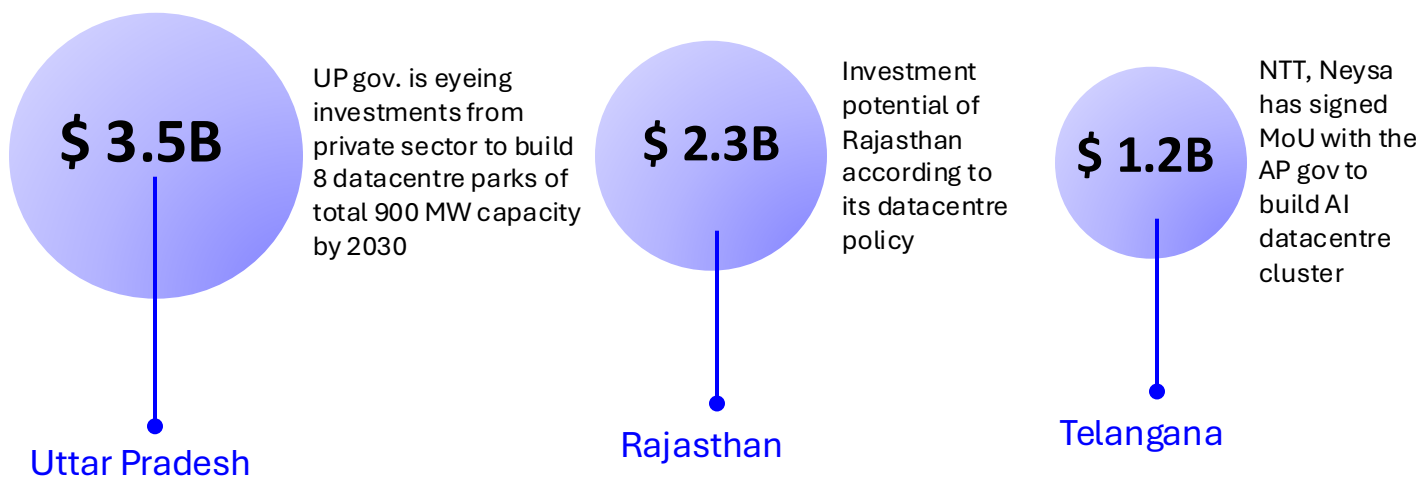 $ 3.5B
UP gov. is eyeing
investments from
private sector to build
8 datacentre parks of
total 900 MW capacity
by 2030
Uttar Pradesh
$ 2.3B
Investment
potential of
Rajasthan
according to
its datacentre
policy
Rajasthan
$ 1.2B
NTT, Neysa
has signed
MoU with the
AP gov to
build AI
datacentre
cluster
Telangana